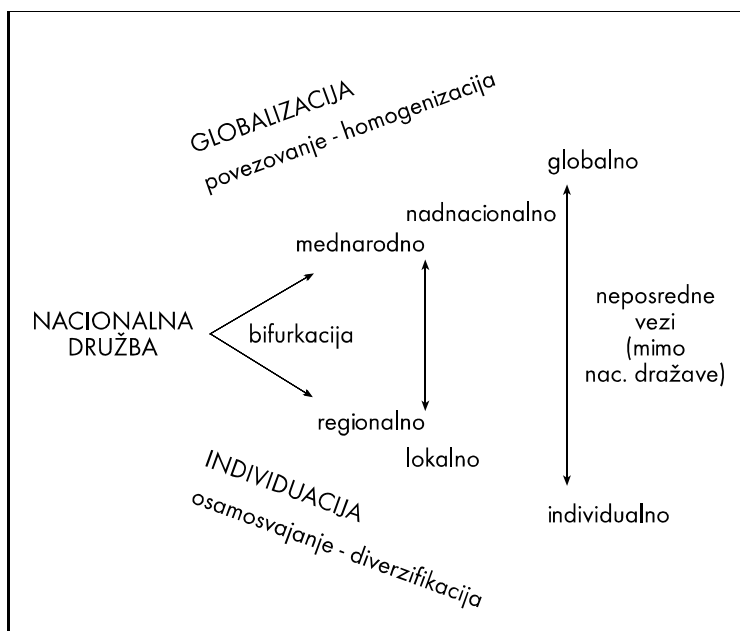 GLOBALIZACIJA
povezovanje - homogenizacija
globalno
nadnacionalno
mednarodno
NACIONALNA
DRUŽBA
bifurkacija
neposredne
vezi
(mimo
nac. dražave)
regionalno
lokalno
INDIVIDUACIJA
osamosvajanje - diverzifikacija
individualno